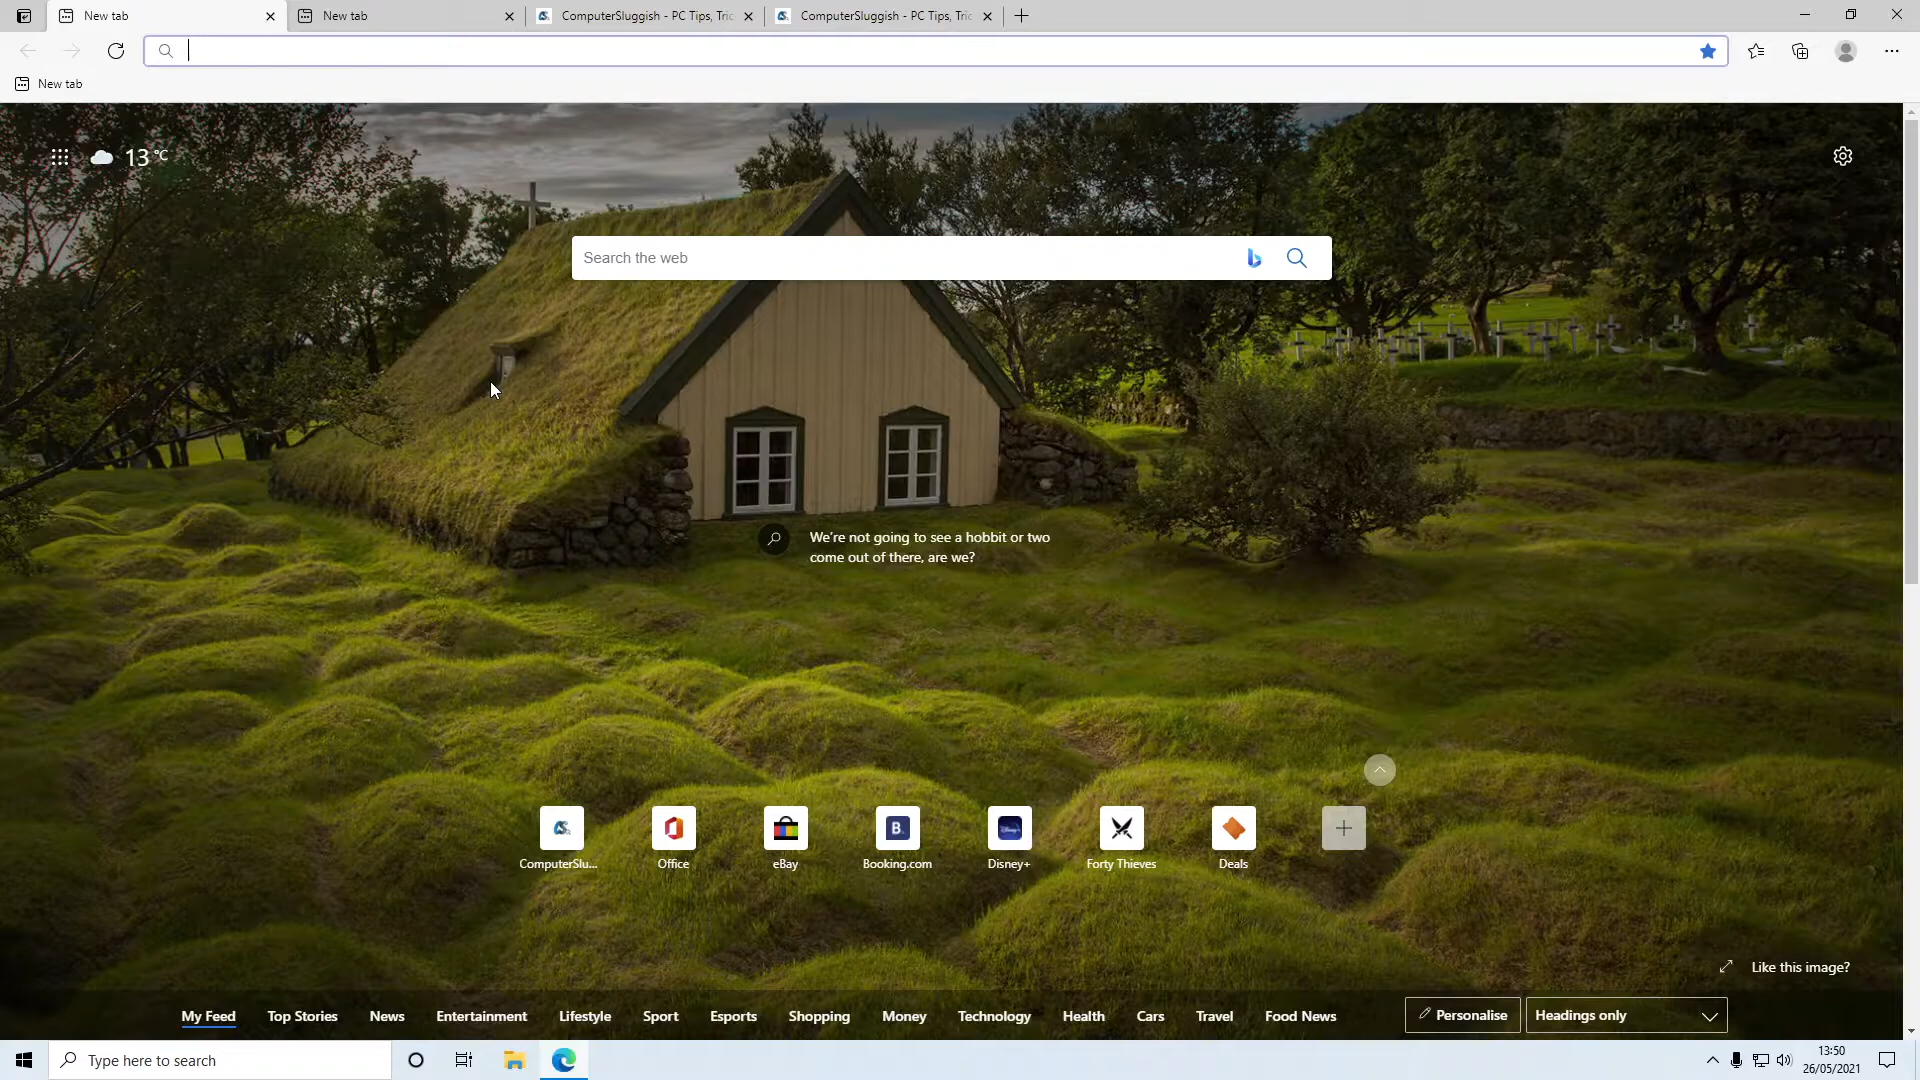 New tab
New tab
ComputerSluggish - PC Tips, Tric
ComputerSluggish - PC Tips, Tric
New tab
13 °C
Search the web
We're not going to see a hobbit or two
come out of there, are we?
ComputerSlu...
Office
eBay
B.
Booking.com
Disney+
Disney+
Forty Thieves
Deals
Like this image?
My Feed
Top Stories
News
Entertainment
Lifestyle
Sport
Esports
Shopping
Money
Technology
Health
Cars
Travel
Food News
Personalise
Headings only
Type here to search
13:50
26/05/2021